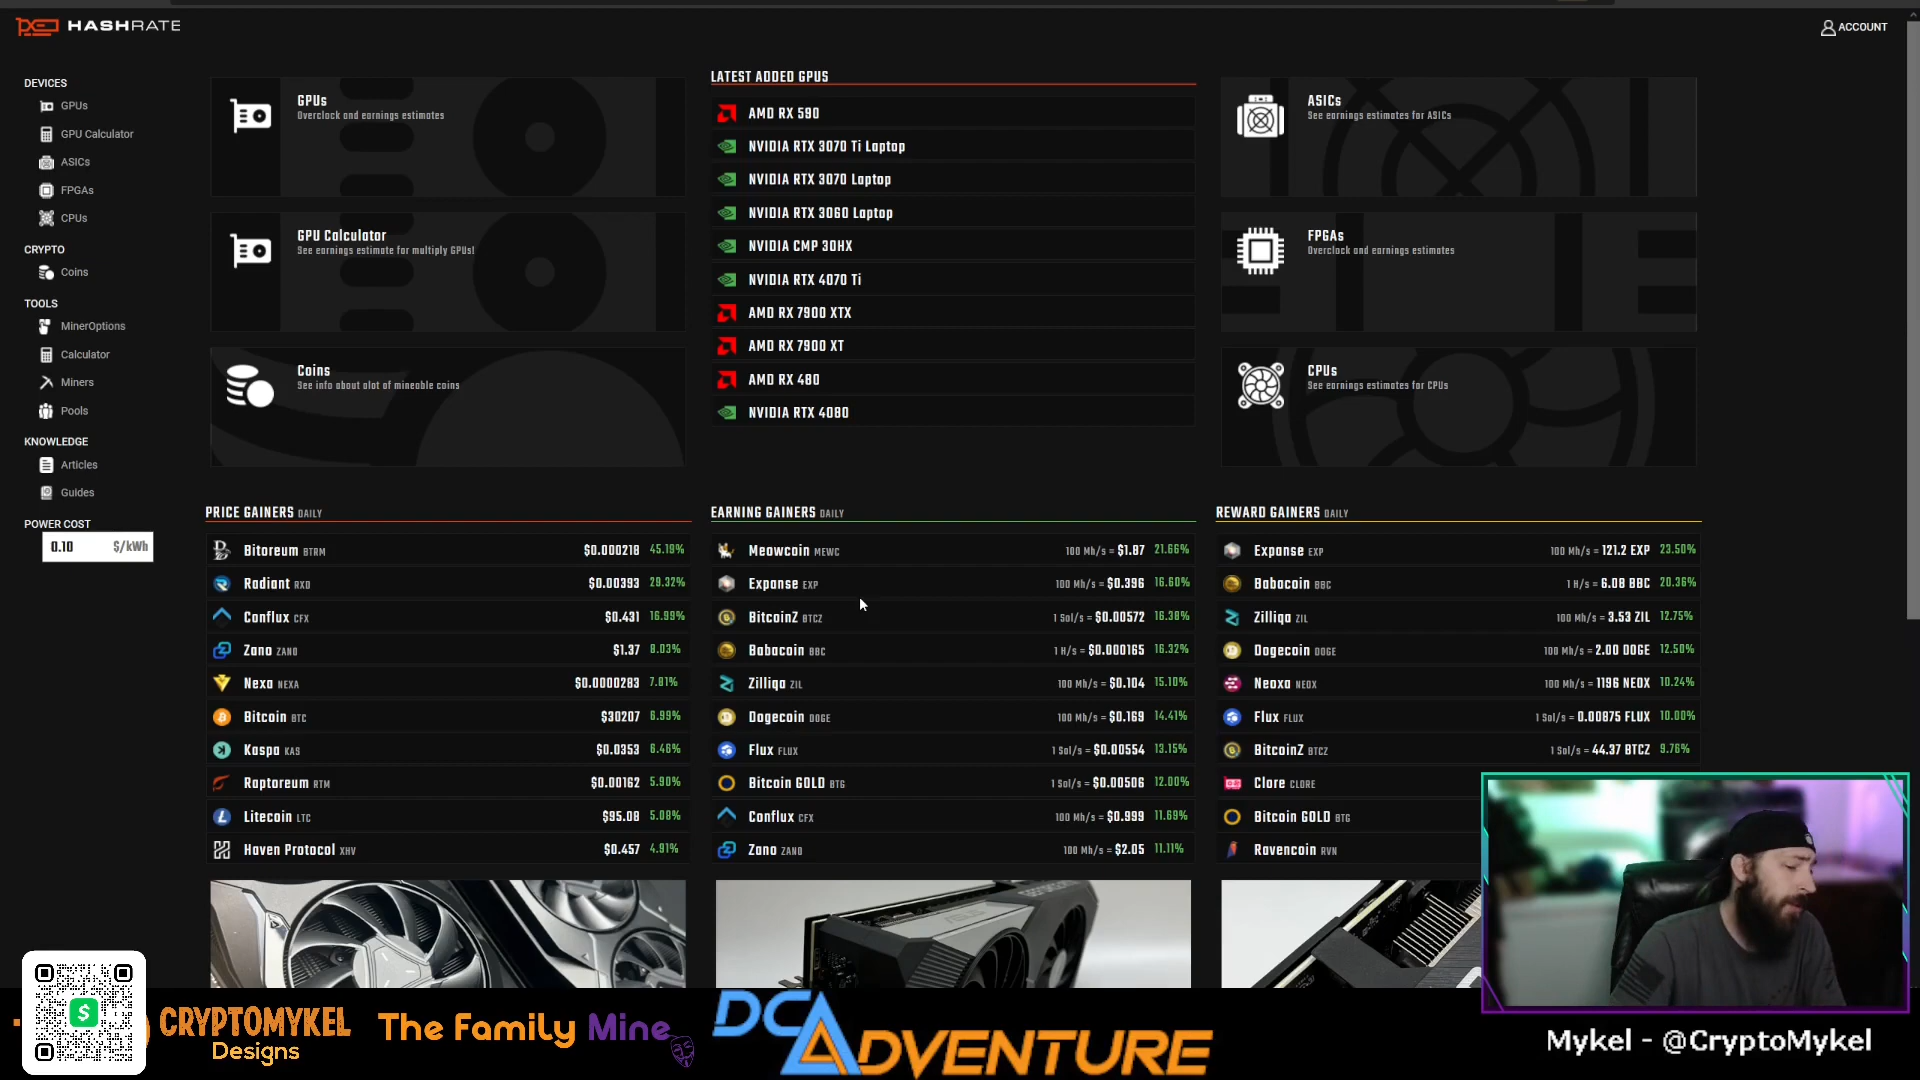 HASHRATE
ACCOUNT
DEVICES
GPUs
GPU Calculator
ASICs
FPGAs
CPUs
CRYPTO
Coins
TOOLS
MinerOptions
Calculator
Miners
Pools
KNOWLEDGE
Articles
Guides
POWER COST
0.10 $/kWh
GPUs
Overclock and earnings estimates
GPU Calculator
See earnings estimate for multiply GPUs!
Coins
See info about alot of mineable coins
LATEST ADDED GPUS
AMD RX 590
NVIDIA RTX 3070 Ti Laptop
NVIDIA RTX 3070 Laptop
NVIDIA RTX 3060 Laptop
NVIDIA CMP 30HX
NVIDIA RTX 4070 Ti
AMD RX 7900 XTX
AMD RX 7900 XT
AMD RX 480
NVIDIA RTX 4080
ASICs
See earnings estimates for ASICs
FPGAs
Overclock and earnings estimates
CPUs
See earnings estimates for CPUs
PRICE GAINERS DAILY
Bitoreum BTRM $0.000218 45.19%
Radiant RXD $0.00393 29.32%
Conflux CFX $0.431 16.99%
Zano ZANO $1.37 8.03%
Nexa NEXA $0.0000283 7.01%
Bitcoin BTC $30207 6.99%
Kaspa KAS $0.0353 6.46%
Raptoreum RTM $0.00162 5.90%
Litecoin LTC $95.08 5.08%
Haven Protocol XHV $0.457 4.91%
EARNING GAINERS DAILY
Meowcoin MEWC 100 Mh/s = $1.87 21.66%
Expanse EXP 100 Mh/s = $0.396 16.60%
BitcoinZ BTCZ 1 Sol/s = $0.00572 16.38%
Babacoin BBC 1 H/s = $0.000165 16.32%
Zilliqa ZIL 100 Mh/s = $0.104 15.10%
Dogecoin DOGE 100 Mh/s = $0.169 14.41%
Flux FLUX 1 Sol/s = $0.00554 13.15%
Bitcoin GOLD BTG 1 Sol/s = $0.00506 12.00%
Conflux CFX 100 Mh/s = $0.999 11.69%
Zano ZANO 100 Mh/s = $2.05 11.11%
REWARD GAINERS DAILY
Expanse EXP 100 Mh/s = 121.2 EXP 23.50%
Babacoin BBC 1 H/s = 6.08 BBC 20.36%
Zilliqa ZIL 100 Mh/s = 3.53 ZIL 12.75%
Dogecoin DOGE 100 Mh/s = 2.00 DOGE 12.50%
Neoxa NEOX 100 Mh/s = 1196 NEOX 10.24%
Flux FLUX 1 Sol/s = 0.00875 FLUX 10.00%
BitcoinZ BTCZ 1 Sol/s = 44.37 BTCZ 9.76%
Clore CLORE
Bitcoin GOLD BTG
Ravencoin RVN
CRYPTOMYKEL
Designs
The Family Mine
DCADVENTURE
Mykel - @CryptoMykel